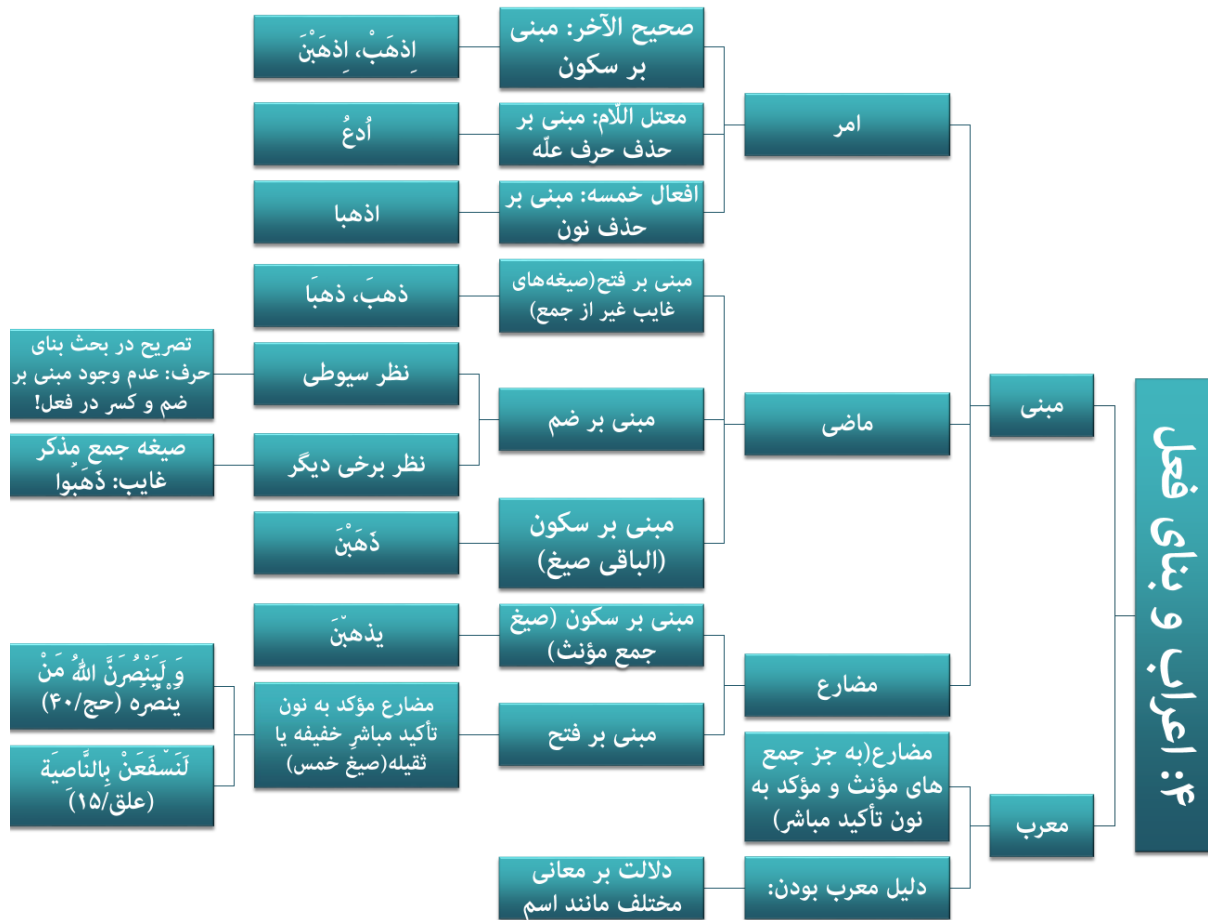 ۴: اعراب و بنای فعل
مبنی
امر
صحیح الآخر: مبنی
بر سکون
اِذهَبْ، اِذهَبْنَ
معتل اللّام: مبنی بر
حذف حرف علّه
اُدعُ
افعال خمسه: مبنی بر
حذف نون
اذهبا
ماضی
مبنی بر فتح(صیغه‌های
غایب غیر از جمع)
ذهبَ، ذهبَا
مبنی بر ضم
نظر سیوطی
تصریح در بحث بنای
حرف: عدم وجود مبنی بر
ضم و کسر در فعل!
نظر برخی دیگر
صیغه جمع مذکر
غایب: ذَهَبُوا
مبنی بر سکون
(الباقی صیغ)
ذَهَبْنَ
مضارع
مبنی بر سکون (صیغ
جمع مؤنث)
یذهبْنَ
مبنی بر فتح
مضارع مؤکد به نون
تأکید مباشرِ خفیفه یا
ثقیله(صیغ خمس)
وَ لَیَنْصُرَنَّ اللهُ مَنْ
یَنْصُرُه (حج/۴۰)
لَنَسْفَعَنْ بِالنَّاصِیَة
(علق/۱۵)
معرب
مضارع(به جز جمع
های مؤنث و مؤکد به
نون تأکید مباشر)
دلیل معرب بودن:
دلالت بر معانی
مختلف مانند اسم